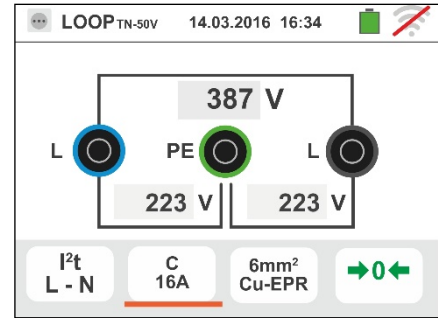 LOOP TN-50V 14.03.2016 16:34
387 V
L PE L
223 V 223 V
I²t
L - N
C
16A
6mm²
Cu-EPR
→0←